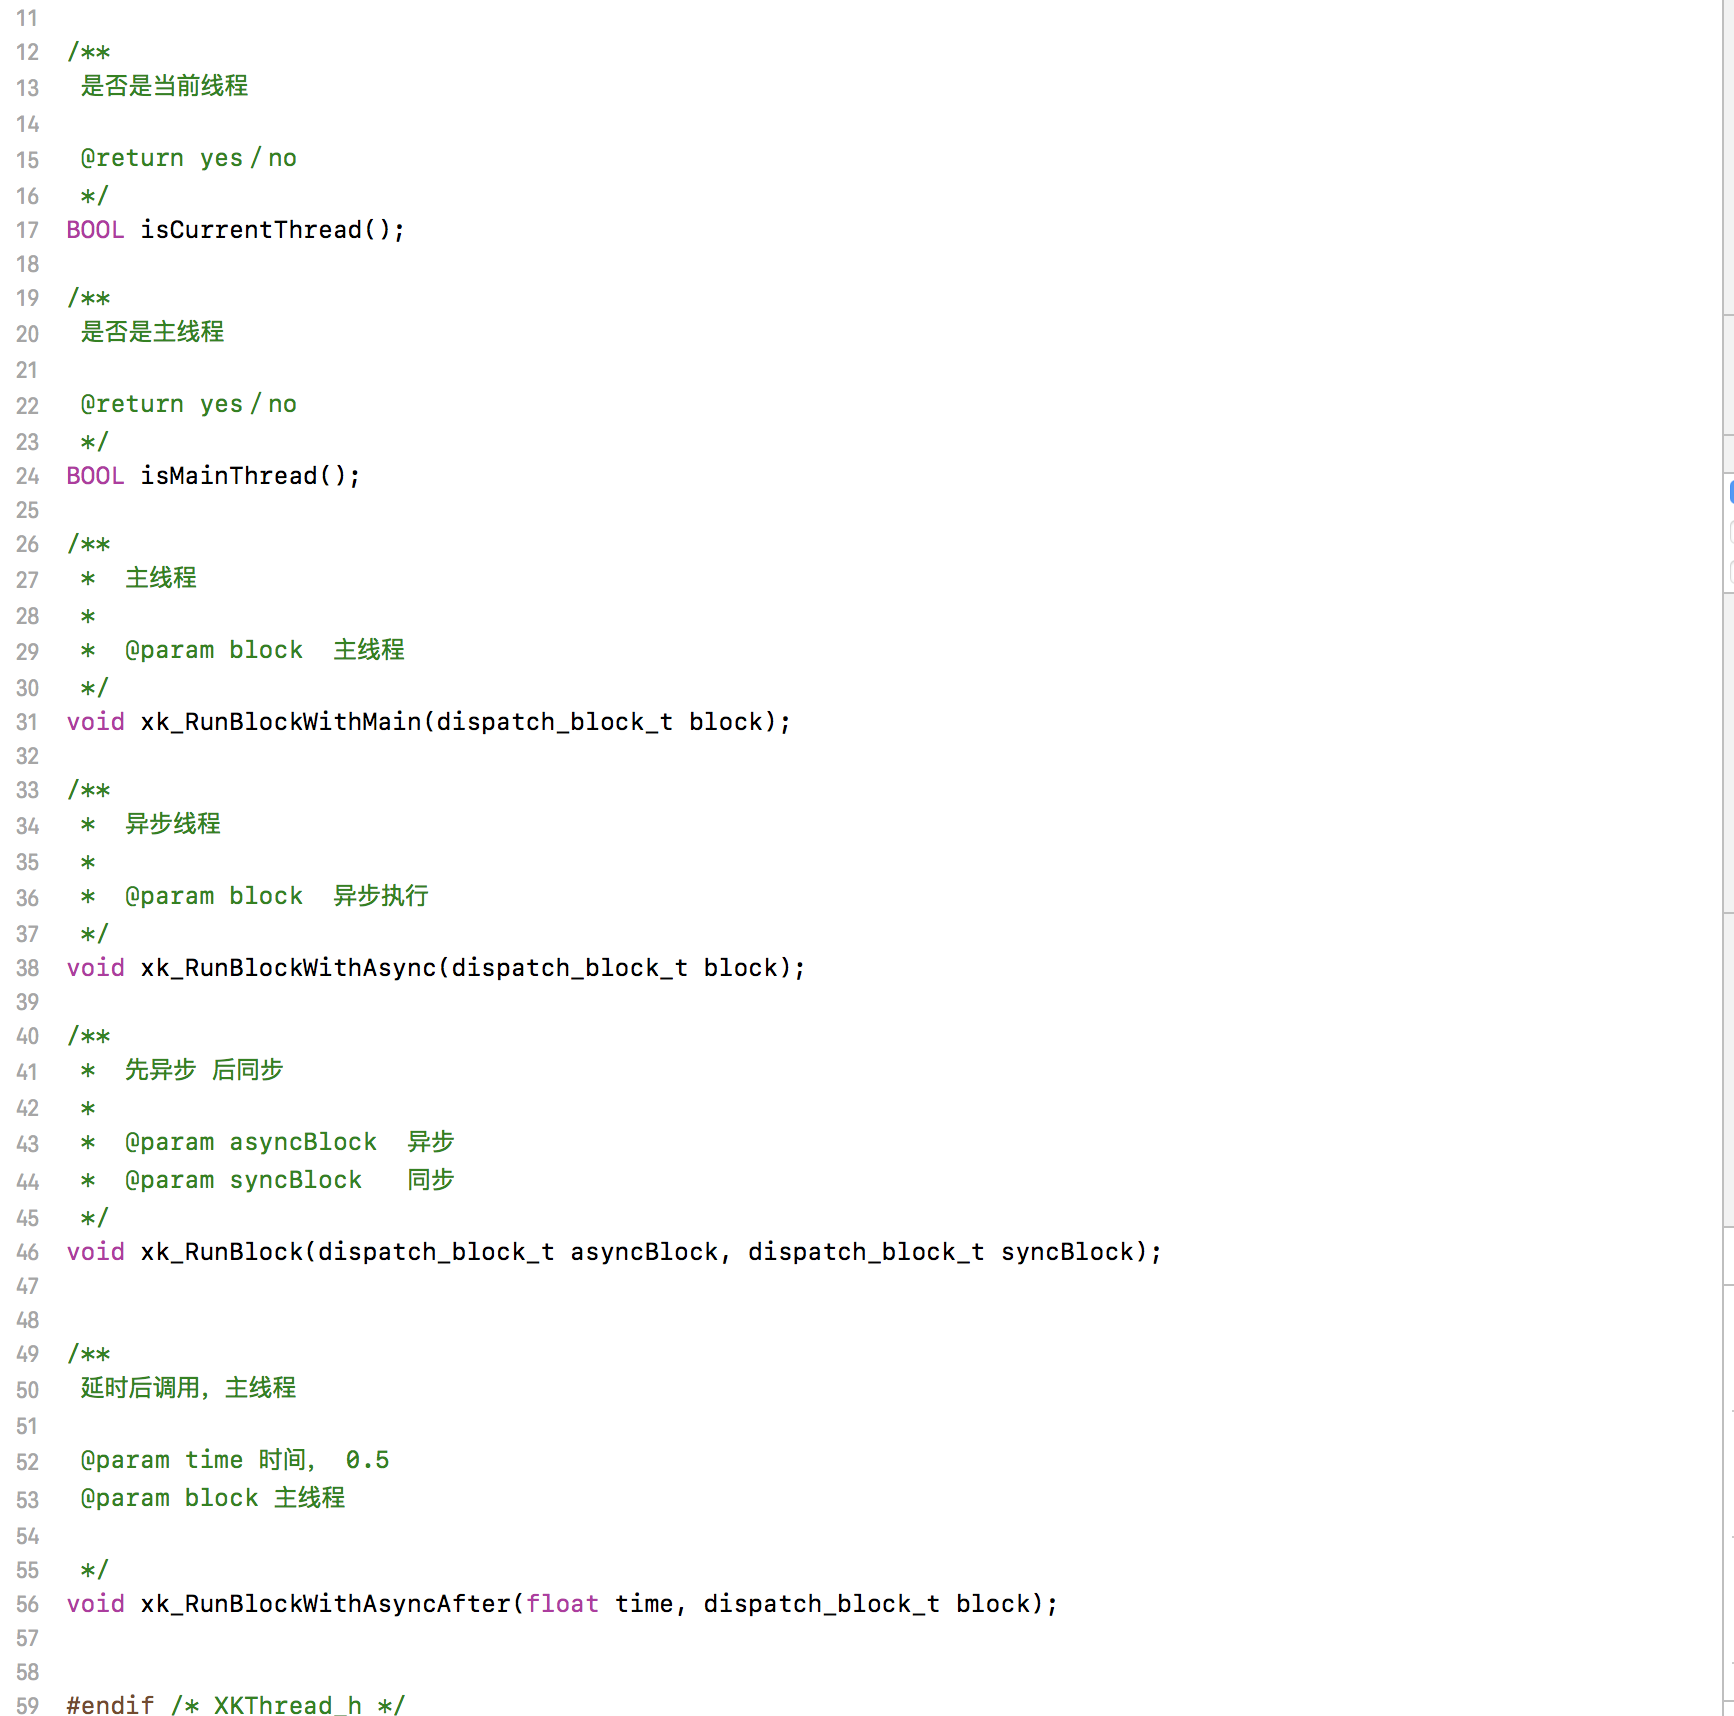 11
12 /**
13 是否是当前线程
14
15 @return yes/no
16 */
17 BOOL isCurrentThread();
18
19 /**
20 是否是主线程
21
22 @return yes/no
23 */
24 BOOL isMainThread();
25
26 /**
27 * 主线程
28 *
29 * @param block 主线程
30 */
31 void xk_RunBlockWithMain(dispatch_block_t block);
32
33 /**
34 * 异步线程
35 *
36 * @param block 异步执行
37 */
38 void xk_RunBlockWithAsync(dispatch_block_t block);
39
40 /**
41 * 先异步 后同步
42 *
43 * @param asyncBlock 异步
44 * @param syncBlock 同步
45 */
46 void xk_RunBlock(dispatch_block_t asyncBlock, dispatch_block_t syncBlock);
47
48
49 /**
50 延时后调用，主线程
51
52 @param time 时间， 0.5
53 @param block 主线程
54
55 */
56 void xk_RunBlockWithAsyncAfter(float time, dispatch_block_t block);
57
58
59 #endif /* XKThread_h */